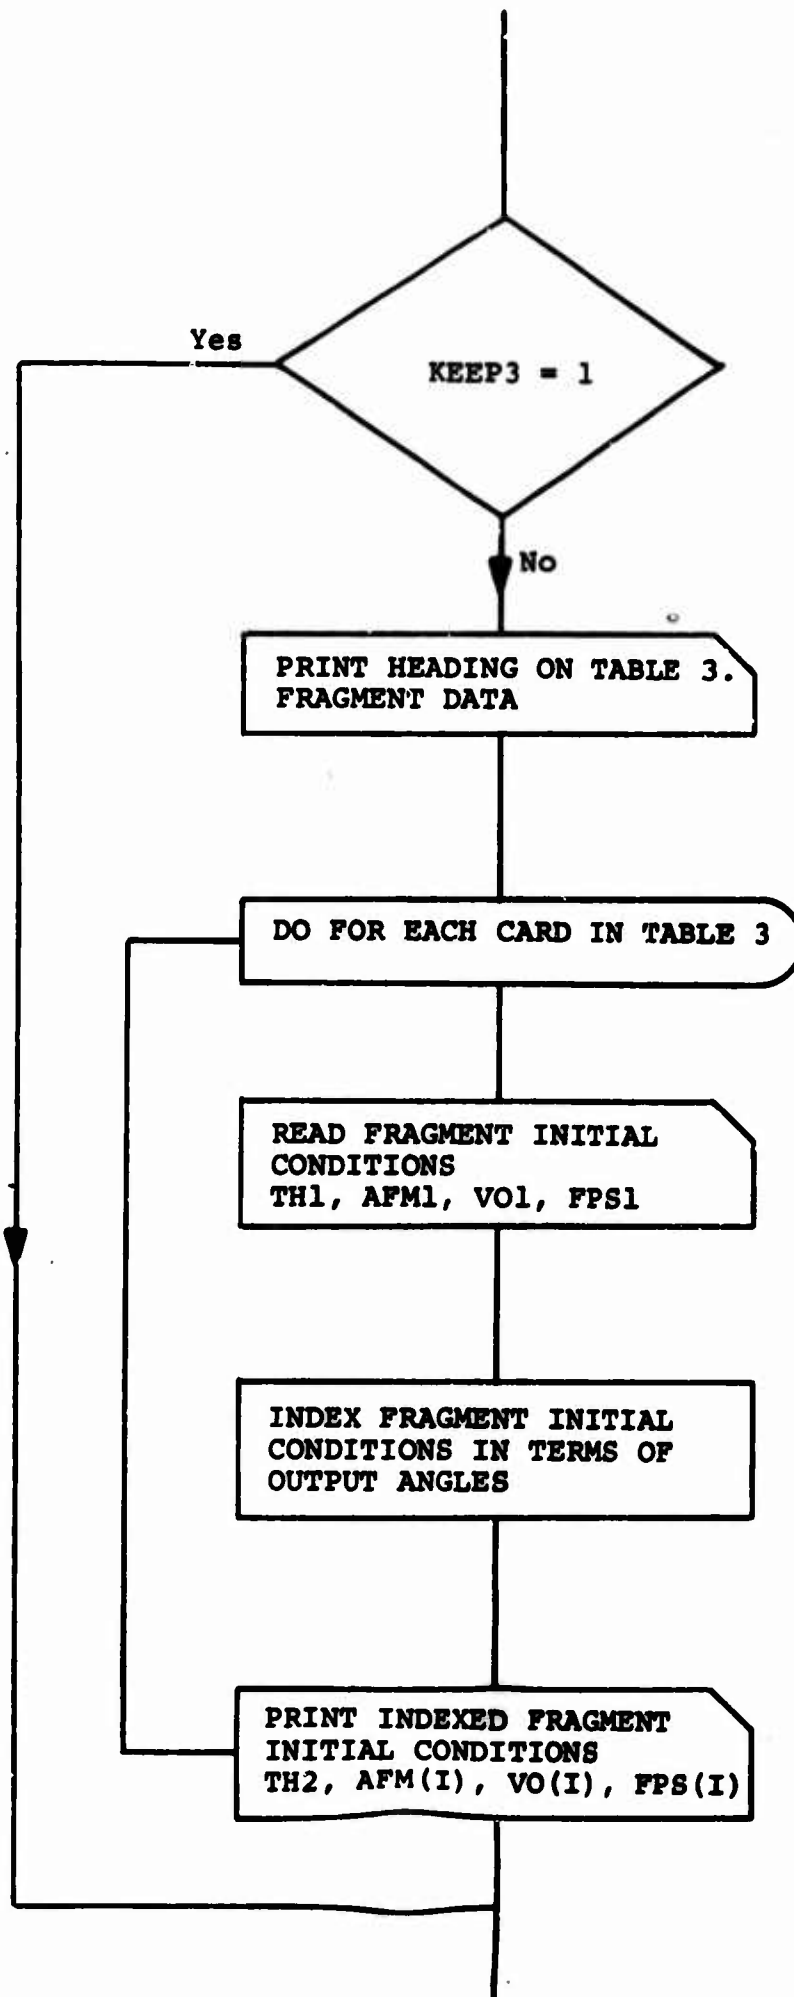 KEEP3 = 1
Yes
No
PRINT HEADING ON TABLE 3.
FRAGMENT DATA
DO FOR EACH CARD IN TABLE 3
READ FRAGMENT INITIAL
CONDITIONS
TH1, AFM1, VO1, FPS1
INDEX FRAGMENT INITIAL
CONDITIONS IN TERMS OF
OUTPUT ANGLES
PRINT INDEXED FRAGMENT
INITIAL CONDITIONS
TH2, AFM(I), VO(I), FPS(I)